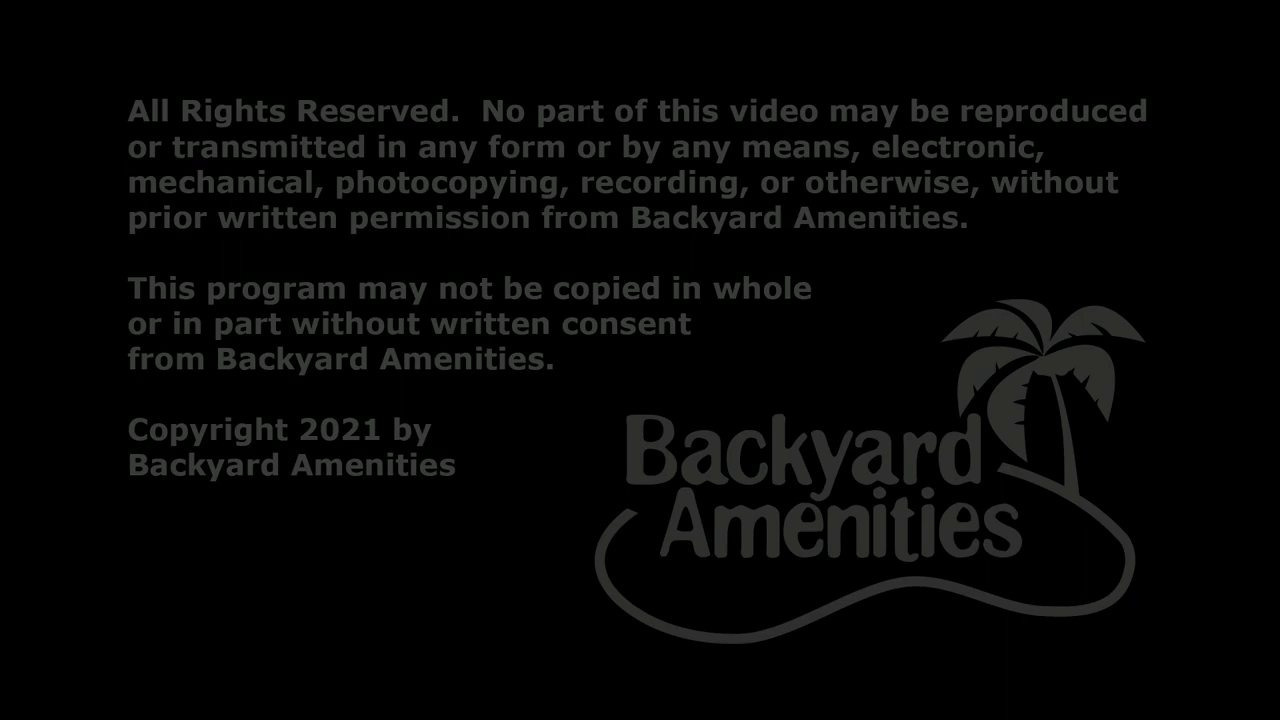 All Rights Reserved.  No part of this video may be reproduced
or transmitted in any form or by any means, electronic,
mechanical, photocopying, recording, or otherwise, without
prior written permission from Backyard Amenities.
This program may not be copied in whole
or in part without written consent
from Backyard Amenities.
Copyright 2021 by
Backyard Amenities
Backyard
Amenities